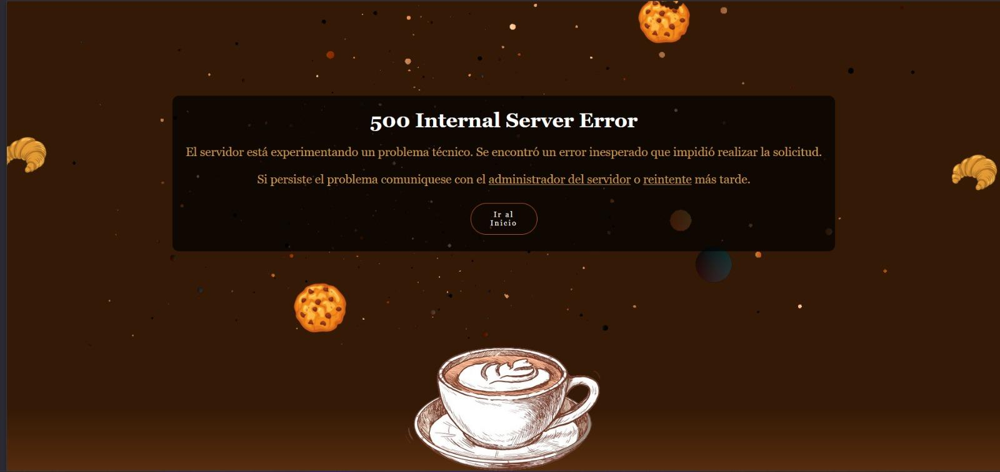 500 Internal Server Error
El servidor está experimentando un problema técnico. Se encontró un error inesperado que impidió realizar la solicitud.
Si persiste el problema comuniquese con el administrador del servidor o reintente más tarde.
Ir al
Inicio